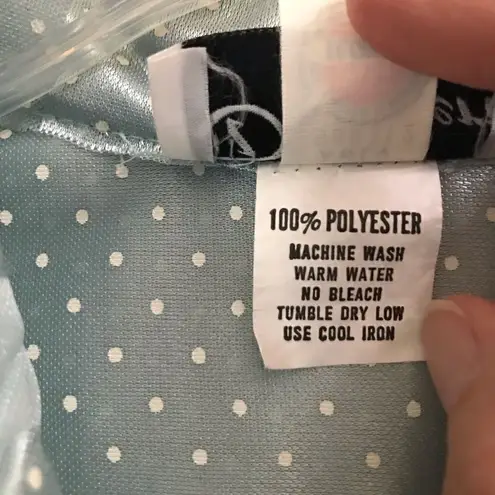 100% POLYESTER
MACHINE WASH
WARM WATER
NO BLEACH
TUMBLE DRY LOW
USE COOL IRON